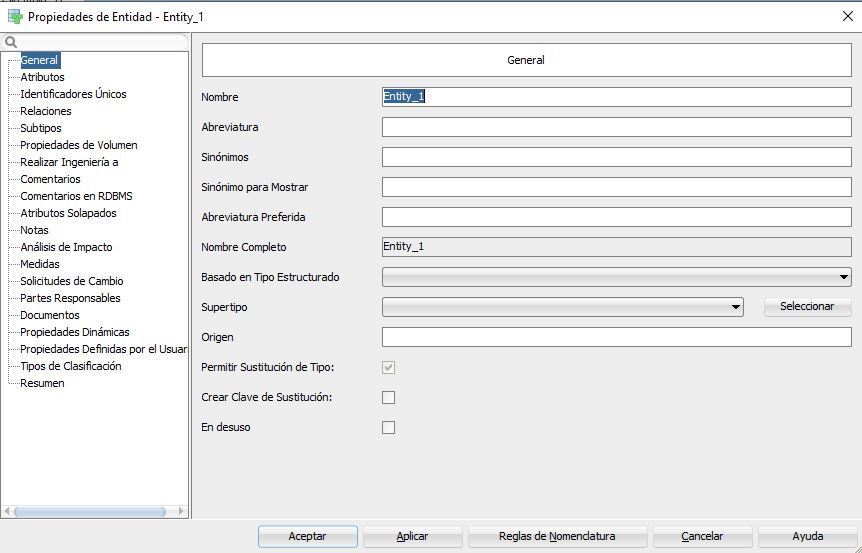 Propiedades de Entidad - Entity_1
General
Atributos
Identificadores Únicos
Relaciones
Subtipos
Propiedades de Volumen
Realizar Ingeniería a
Comentarios
Comentarios en RDBMS
Atributos Solapados
Notas
Análisis de Impacto
Medidas
Solicitudes de Cambio
Partes Responsables
Documentos
Propiedades Dinámicas
Propiedades Definidas por el Usuar
Tipos de Clasificación
Resumen
General
Nombre Entity_1
Abreviatura
Sinónimos
Sinónimo para Mostrar
Abreviatura Preferida
Nombre Completo Entity_1
Basado en Tipo Estructurado
Supertipo Seleccionar
Origen
Permitir Sustitución de Tipo:
Crear Clave de Sustitución:
En desuso
Aceptar Aplicar Reglas de Nomenclatura Cancelar Ayuda